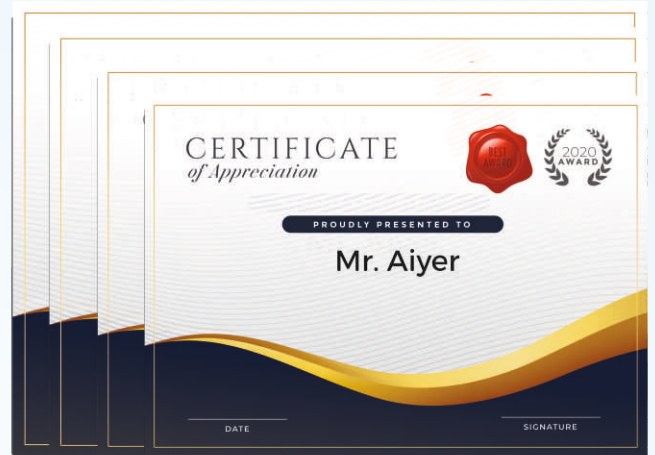 CERTIFICATE
of Appreciation
BEST
AWARD
2020
AWARD
PROUDLY PRESENTED TO
Mr. Aiyer
DATE
SIGNATURE